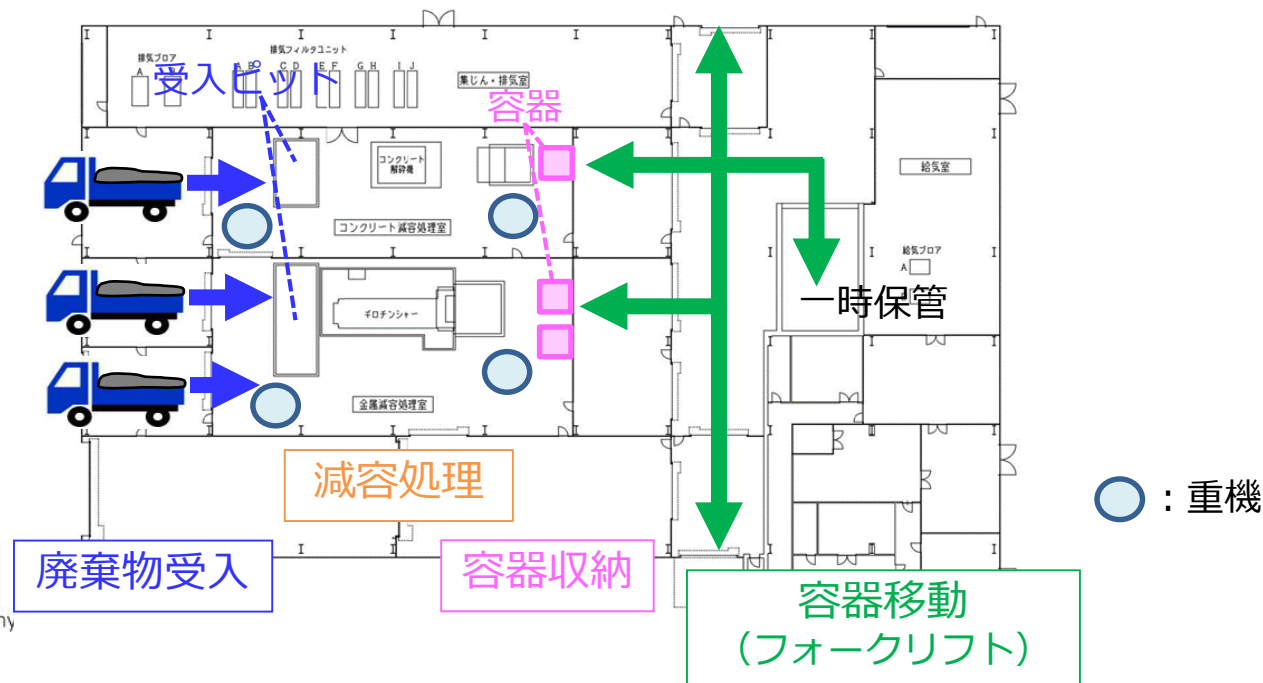 排気フィルタユニット
排気ブロア
A
受入ピット
A B C D E F G H I J
集じん・排気室
容器
コンクリート
解砕機
給気室
コンクリート減容処理室
給気ブロア
A
一時保管
ギロチンシャー
金属減容処理室
減容処理
：重機
廃棄物受入
容器収納
容器移動
（フォークリフト）
ny